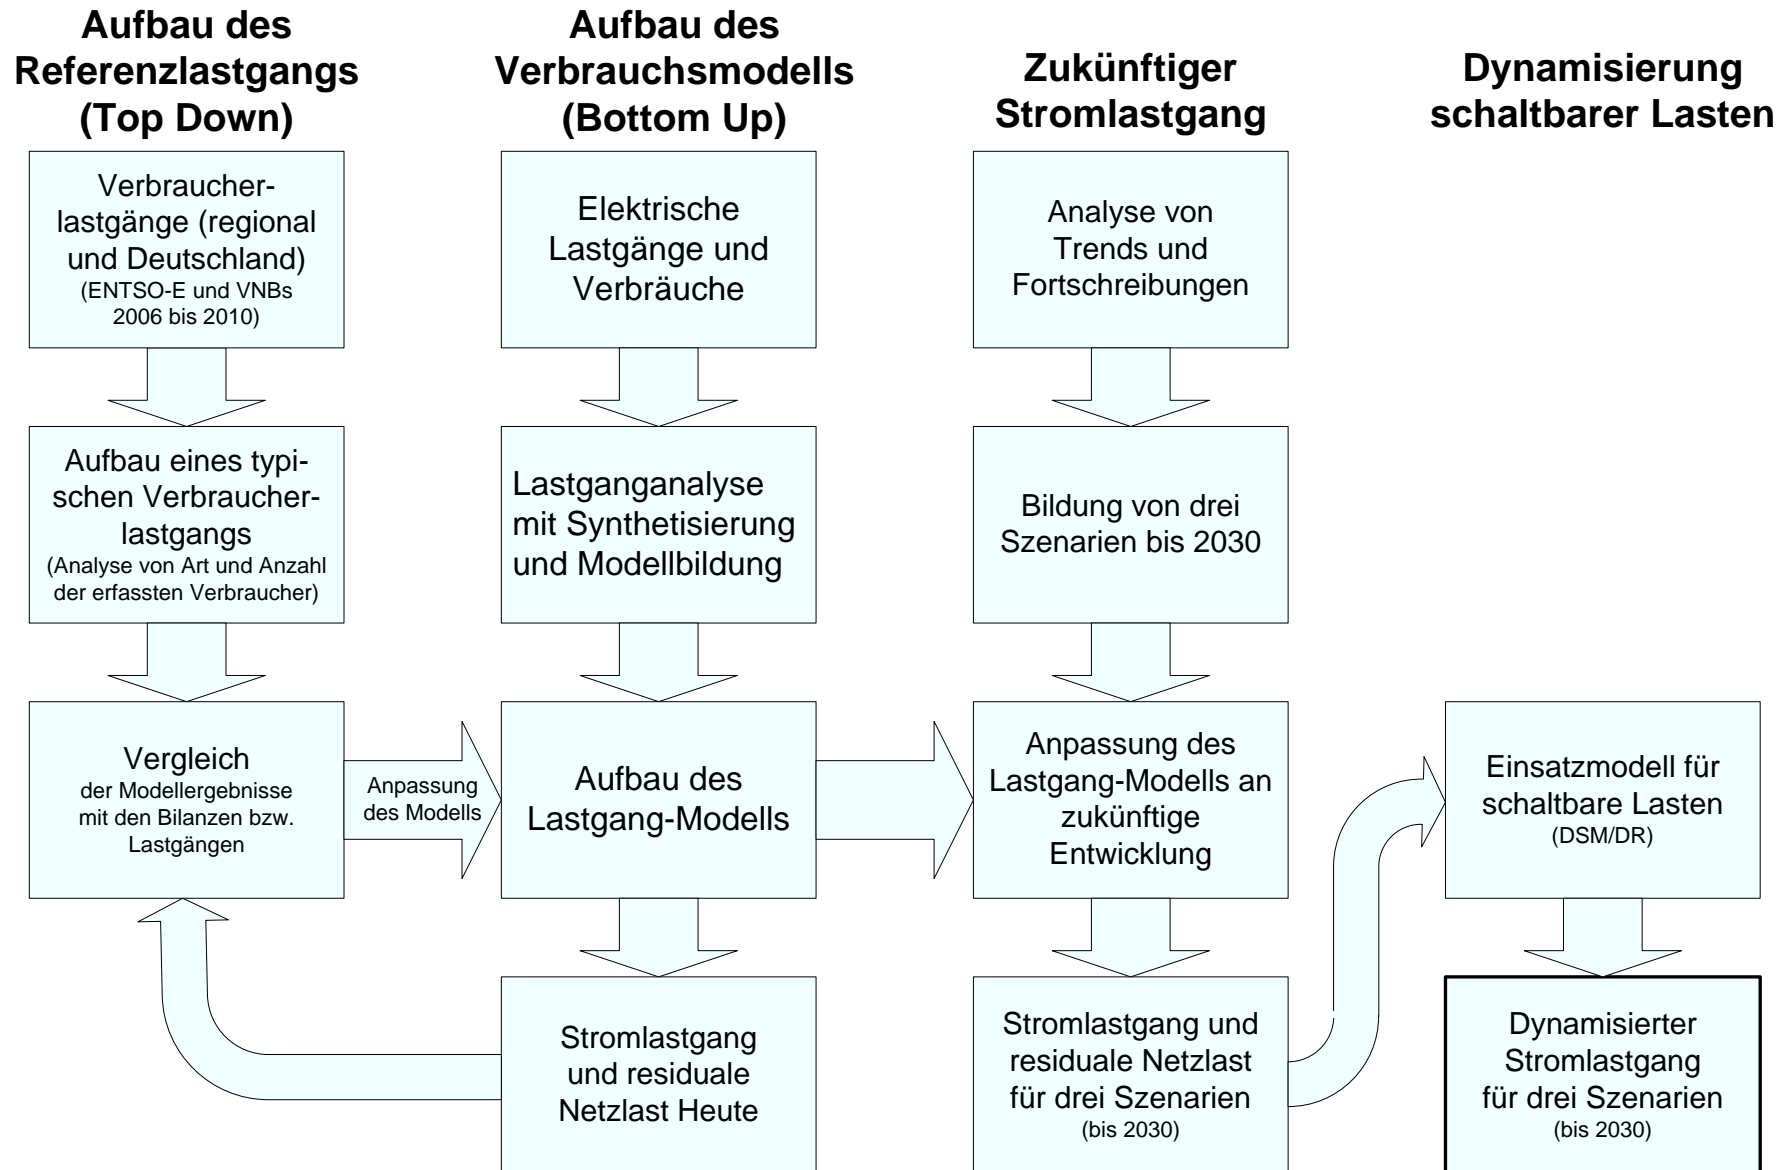 Aufbau des
Referenzlastgangs
(Top Down)
Aufbau des
Verbrauchsmodells
(Bottom Up)
Zukünftiger
Stromlastgang
Dynamisierung
schaltbarer Lasten
Verbraucher-
lastgänge (regional
und Deutschland)
(ENTSO-E und VNBs
2006 bis 2010)
Elektrische
Lastgänge und
Verbräuche
Analyse von
Trends und
Fortschreibungen
Aufbau eines typi-
schen Verbraucher-
lastgangs
(Analyse von Art und Anzahl
der erfassten Verbraucher)
Lastganganalyse
mit Synthetisierung
und Modellbildung
Bildung von drei
Szenarien bis 2030
Vergleich
der Modellergebnisse
mit den Bilanzen bzw.
Lastgängen
Anpassung
des Modells
Aufbau des
Lastgang-Modells
Anpassung des
Lastgang-Modells an
zukünftige
Entwicklung
Einsatzmodell für
schaltbare Lasten
(DSM/DR)
Stromlastgang
und residuale
Netzlast Heute
Stromlastgang und
residuale Netzlast
für drei Szenarien
(bis 2030)
Dynamisierter
Stromlastgang
für drei Szenarien
(bis 2030)